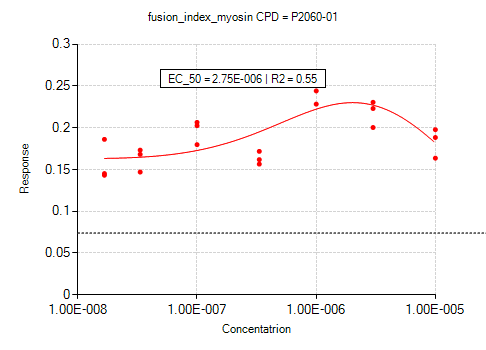 fusion_index_myosin CPD = P2060-01
0.3
EC_50 = 2.75E-006 | R2 = 0.55
0.25
0.2
Response
0.15
0.1
0.05
0
1.00E-008 1.00E-007 1.00E-006 1.00E-005
Concentatrion